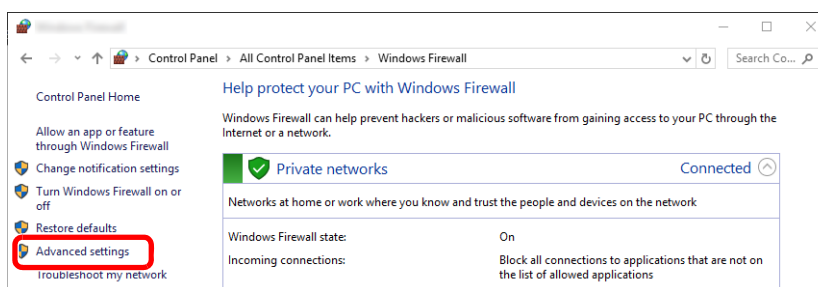 Control Panel > All Control Panel Items > Windows Firewall
Search Co...
Control Panel Home
Allow an app or feature
through Windows Firewall
Change notification settings
Turn Windows Firewall on or
off
Restore defaults
Advanced settings
Troubleshoot my network
Help protect your PC with Windows Firewall
Windows Firewall can help prevent hackers or malicious software from gaining access to your PC through the
Internet or a network.
Private networks
Connected
Networks at home or work where you know and trust the people and devices on the network
Windows Firewall state:
On
Incoming connections:
Block all connections to applications that are not on
the list of allowed applications